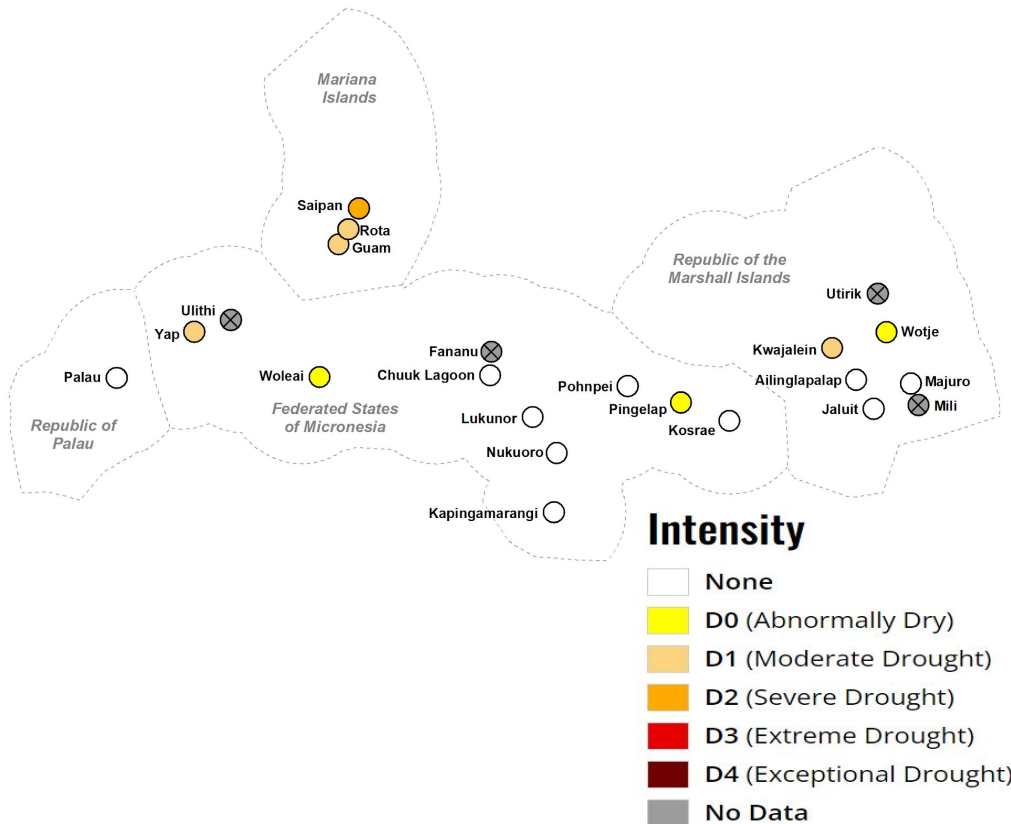 Mariana
Islands
Saipan
Rota
Guam
Republic of the
Marshall Islands
Utirik
Ulithi
Yap
Wotje
Kwajalein
Fananu
Chuuk Lagoon
Palau
Woleai
Ailinglapalap
Majuro
Pohnpei
Pingelap
Jaluit
Mili
Federated States
of Micronesia
Lukunor
Kosrae
Republic of
Palau
Nukuoro
Kapingamarangi
Intensity
None
D0 (Abnormally Dry)
D1 (Moderate Drought)
D2 (Severe Drought)
D3 (Extreme Drought)
D4 (Exceptional Drought)
No Data